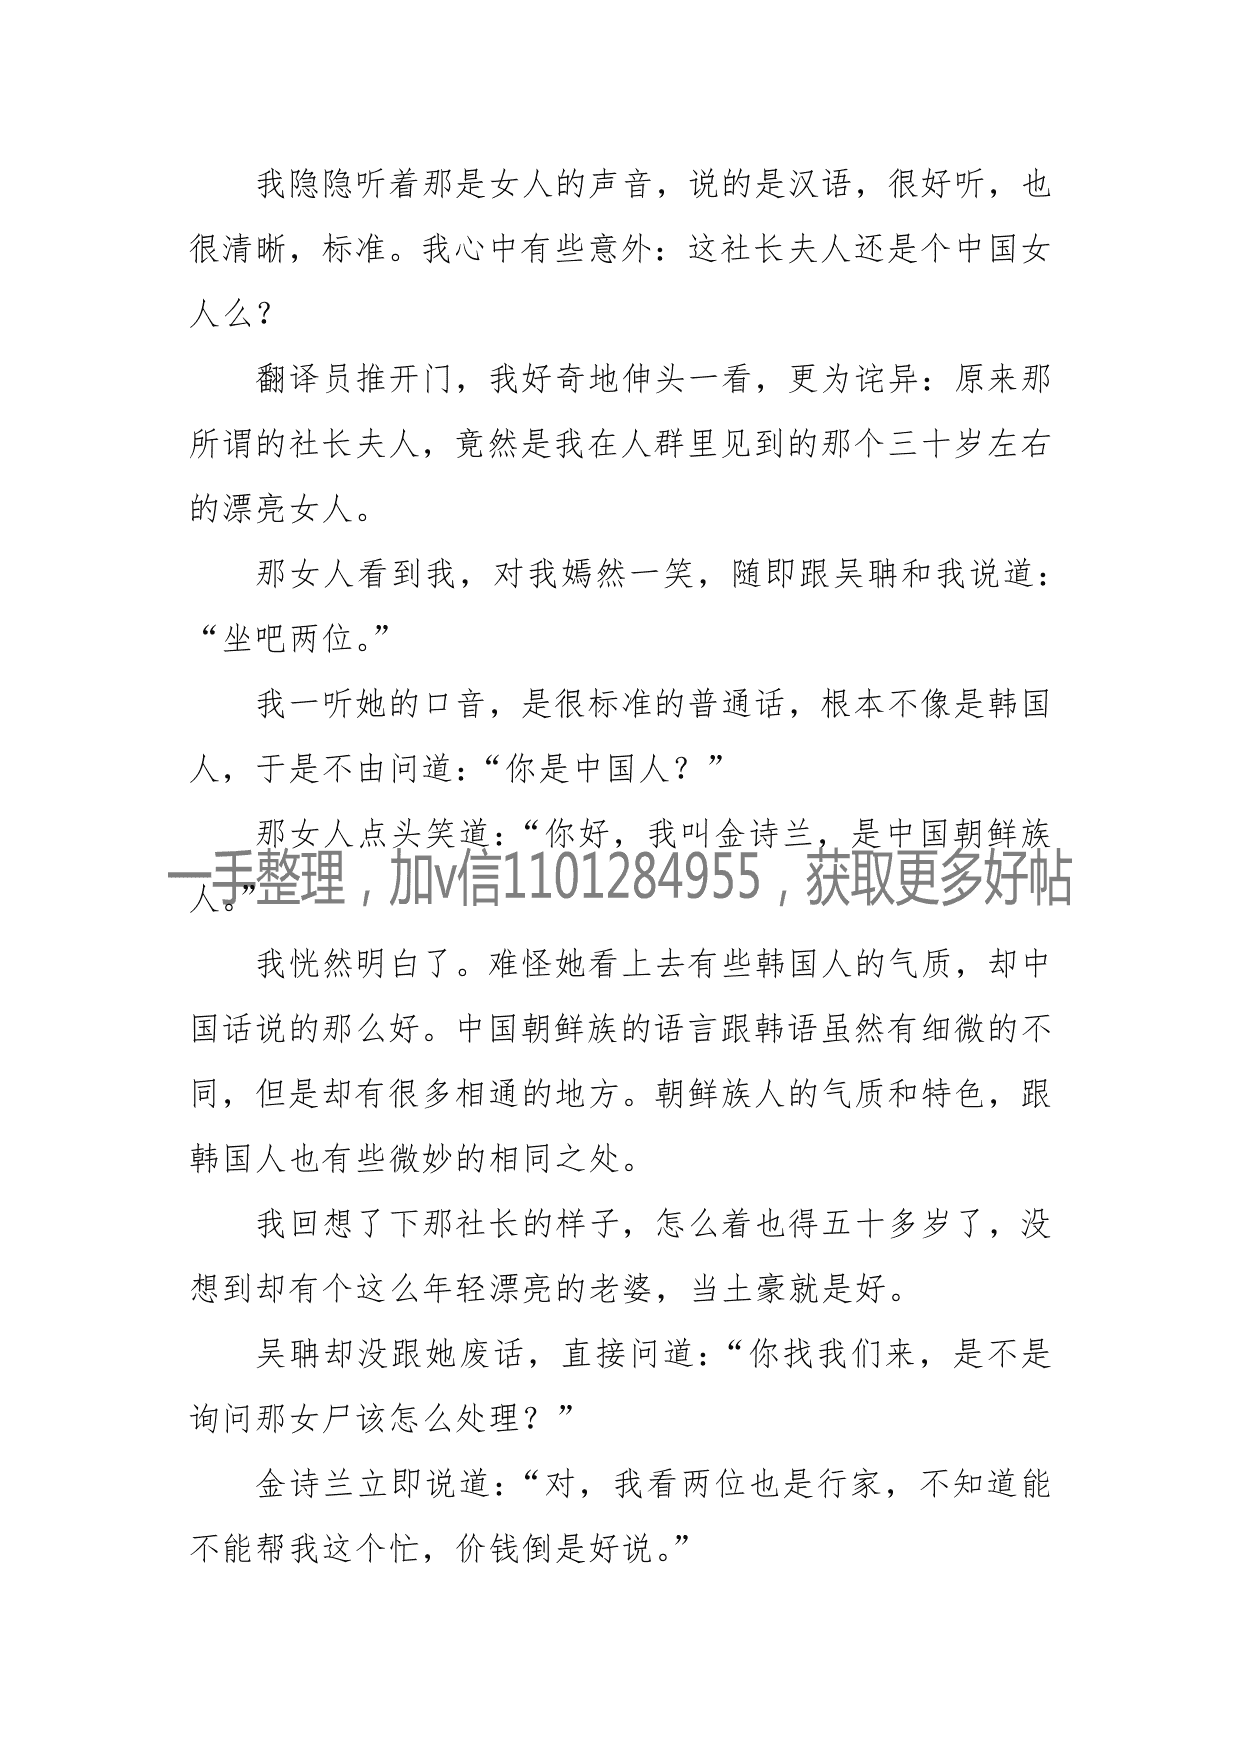 我隐隐听着那是女人的声音，说的是汉语，很好听，也
很清晰，标准。我心中有些意外：这社长夫人还是个中国女
人么？
翻译员推开门，我好奇地伸头一看，更为诧异：原来那
所谓的社长夫人，竟然是我在人群里见到的那个三十岁左右
的漂亮女人。
那女人看到我，对我嫣然一笑，随即跟吴聃和我说道：
“坐吧两位。”
我一听她的口音，是很标准的普通话，根本不像是韩国
人，于是不由问道：“你是中国人？”
那女人点头笑道：“你好，我叫金诗兰，是中国朝鲜族
一手整理，加v信1101284955，获取更多好帖
人。”
我恍然明白了。难怪她看上去有些韩国人的气质，却中
国话说的那么好。中国朝鲜族的语言跟韩语虽然有细微的不
同，但是却有很多相通的地方。朝鲜族人的气质和特色，跟
韩国人也有些微妙的相同之处。
我回想了下那社长的样子，怎么着也得五十多岁了，没
想到却有个这么年轻漂亮的老婆，当土豪就是好。
吴聃却没跟她废话，直接问道：“你找我们来，是不是
询问那女尸该怎么处理？”
金诗兰立即说道：“对，我看两位也是行家，不知道能
不能帮我这个忙，价钱倒是好说。”